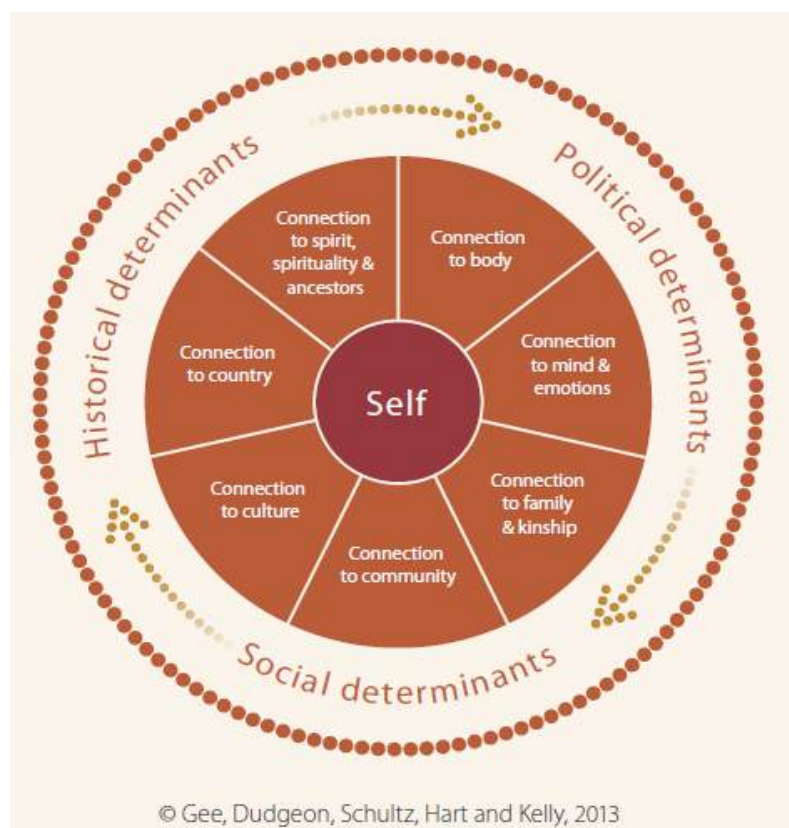 Historical determinants
Political determinants
Social determinants
Connection
to spirit,
spirituality &
ancestors
Connection
to body
Connection
to mind &
emotions
Connection
to family
& kinship
Connection
to community
Connection
to culture
Connection
to country
Self
© Gee, Dudgeon, Schultz, Hart and Kelly, 2013